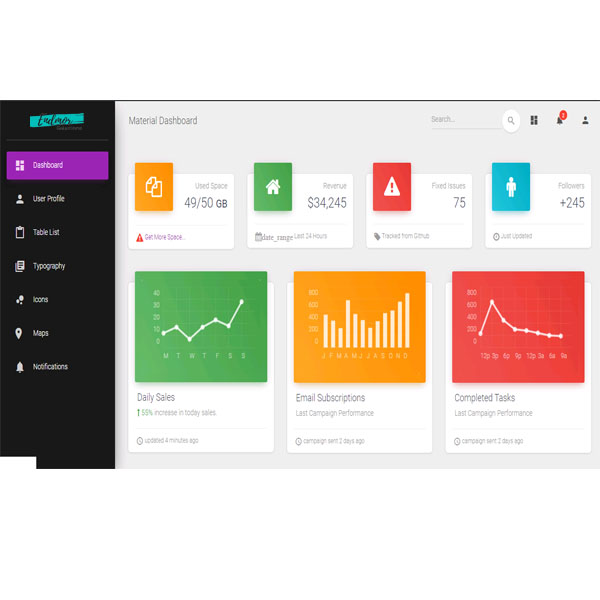 Endmin
Material Dashboard
Search...
Dashboard
User Profile
Table List
Typography
Icons
Maps
Notifications
Used Space
49/50 GB
Get More Space...
Revenue
$34,245
date_range Last 24 Hours
Fixed Issues
75
Tracked from Github
Followers
+245
Just Updated
40
30
20
10
0
M T W T F S S
Daily Sales
55% increase in today sales.
updated 4 minutes ago
800
600
400
200
0
J F M A M J J A S O N D
Email Subscriptions
Last Campaign Performance
campaign sent 2 days ago
800
600
400
200
0
12p 3p 6p 9p 12p 3a 6a 9a
Completed Tasks
Last Campaign Performance
campaign sent 2 days ago